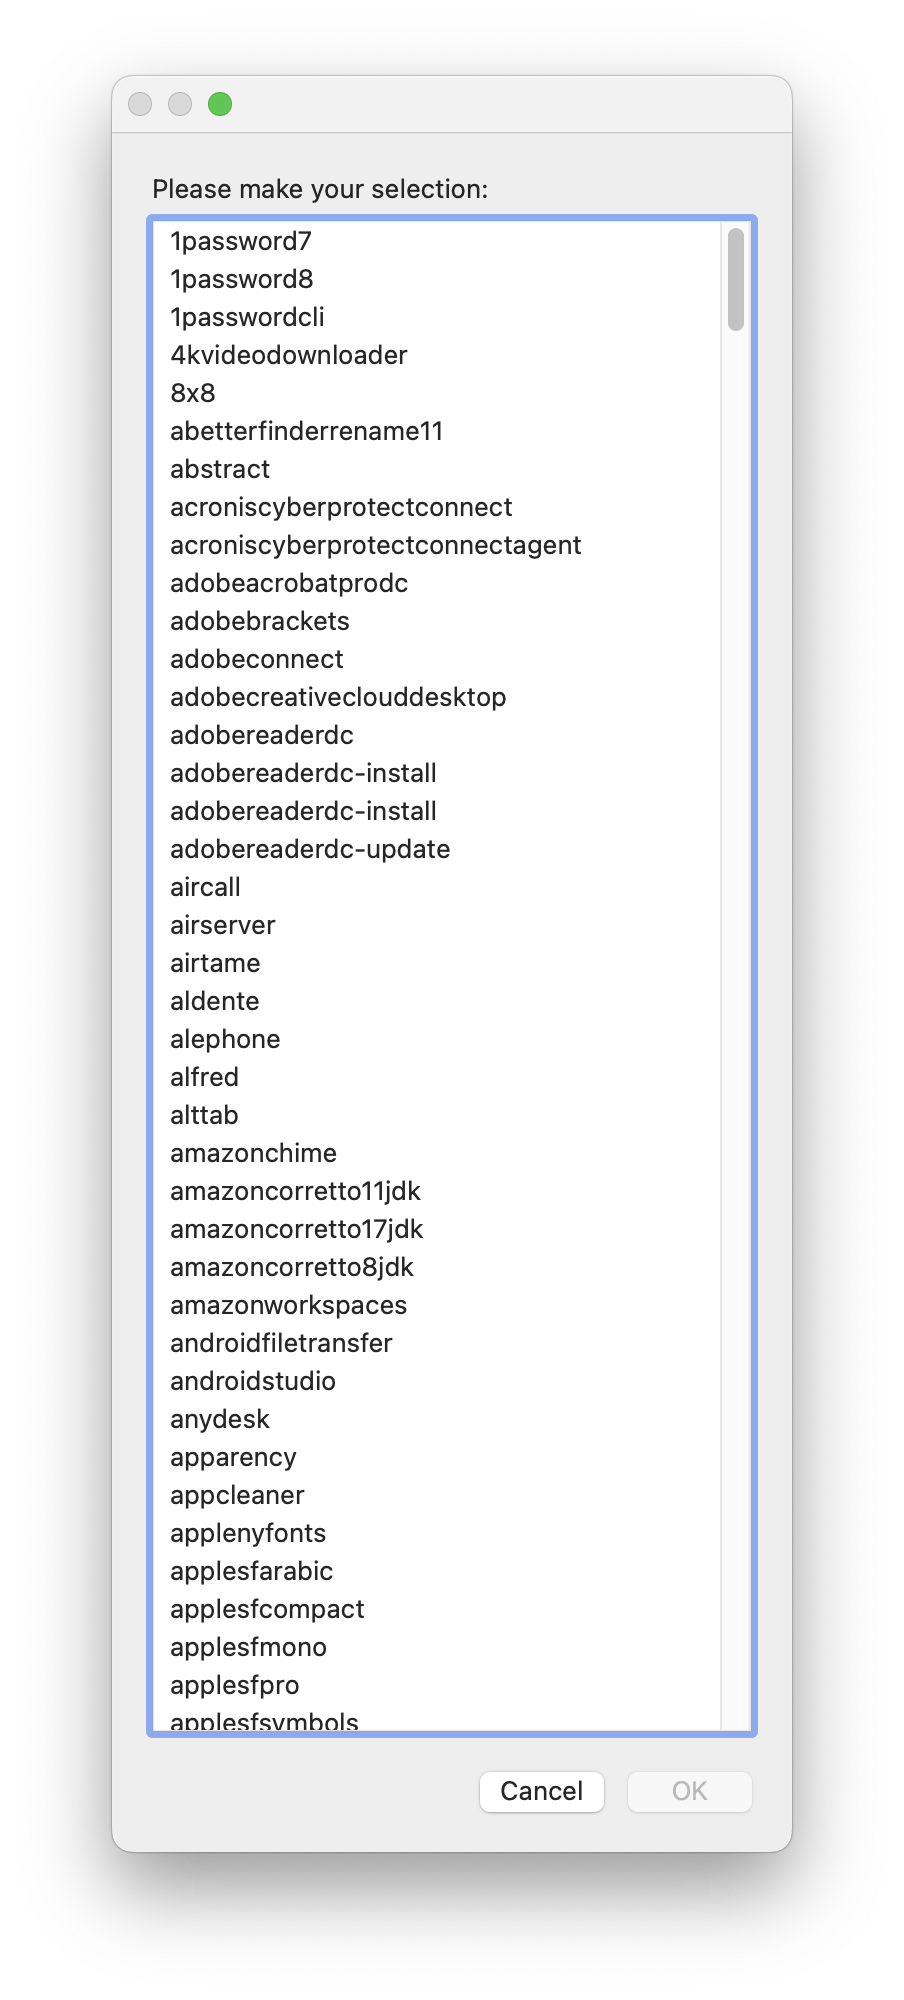 Please make your selection:
1password7
1password8
1passwordcli
4kvideodownloader
8x8
abetterfinderrename11
abstract
acroniscyberprotectconnect
acroniscyberprotectconnectagent
adobeacrobatprodc
adobebrackets
adobeconnect
adobecreativeclouddesktop
adobereaderdc
adobereaderdc-install
adobereaderdc-install
adobereaderdc-update
aircall
airserver
airtame
aldente
alephone
alfred
alttab
amazonchime
amazoncorretto11jdk
amazoncorretto17jdk
amazoncorretto8jdk
amazonworkspaces
androidfiletransfer
androidstudio
anydesk
apparency
appcleaner
applenyfonts
applesfarabic
applesfcompact
applesfmono
applesfpro
applesfsymbols
Cancel
OK